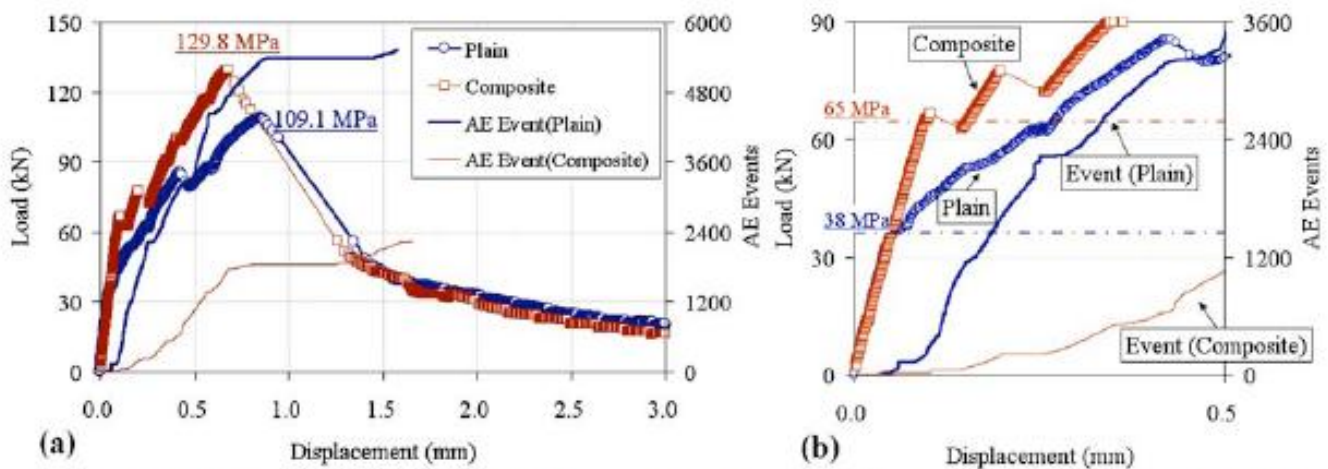 150
120
90
60
30
0
Load (kN)
129.8 MPa
109.1 MPa
Plain
Composite
AE Event(Plain)
AE Event(Composite)
6000
4800
3600
2400
1200
0
AE Events
0.0 0.5 1.0 1.5 2.0 2.5 3.0
Displacement (mm)
(a)
90
60
30
0
Load (kN)
Composite
65 MPa
Plain
Event (Plain)
38 MPa
Event (Composite)
3600
2400
1200
0
AE Events
0.0 0.5
Displacement (mm)
(b)